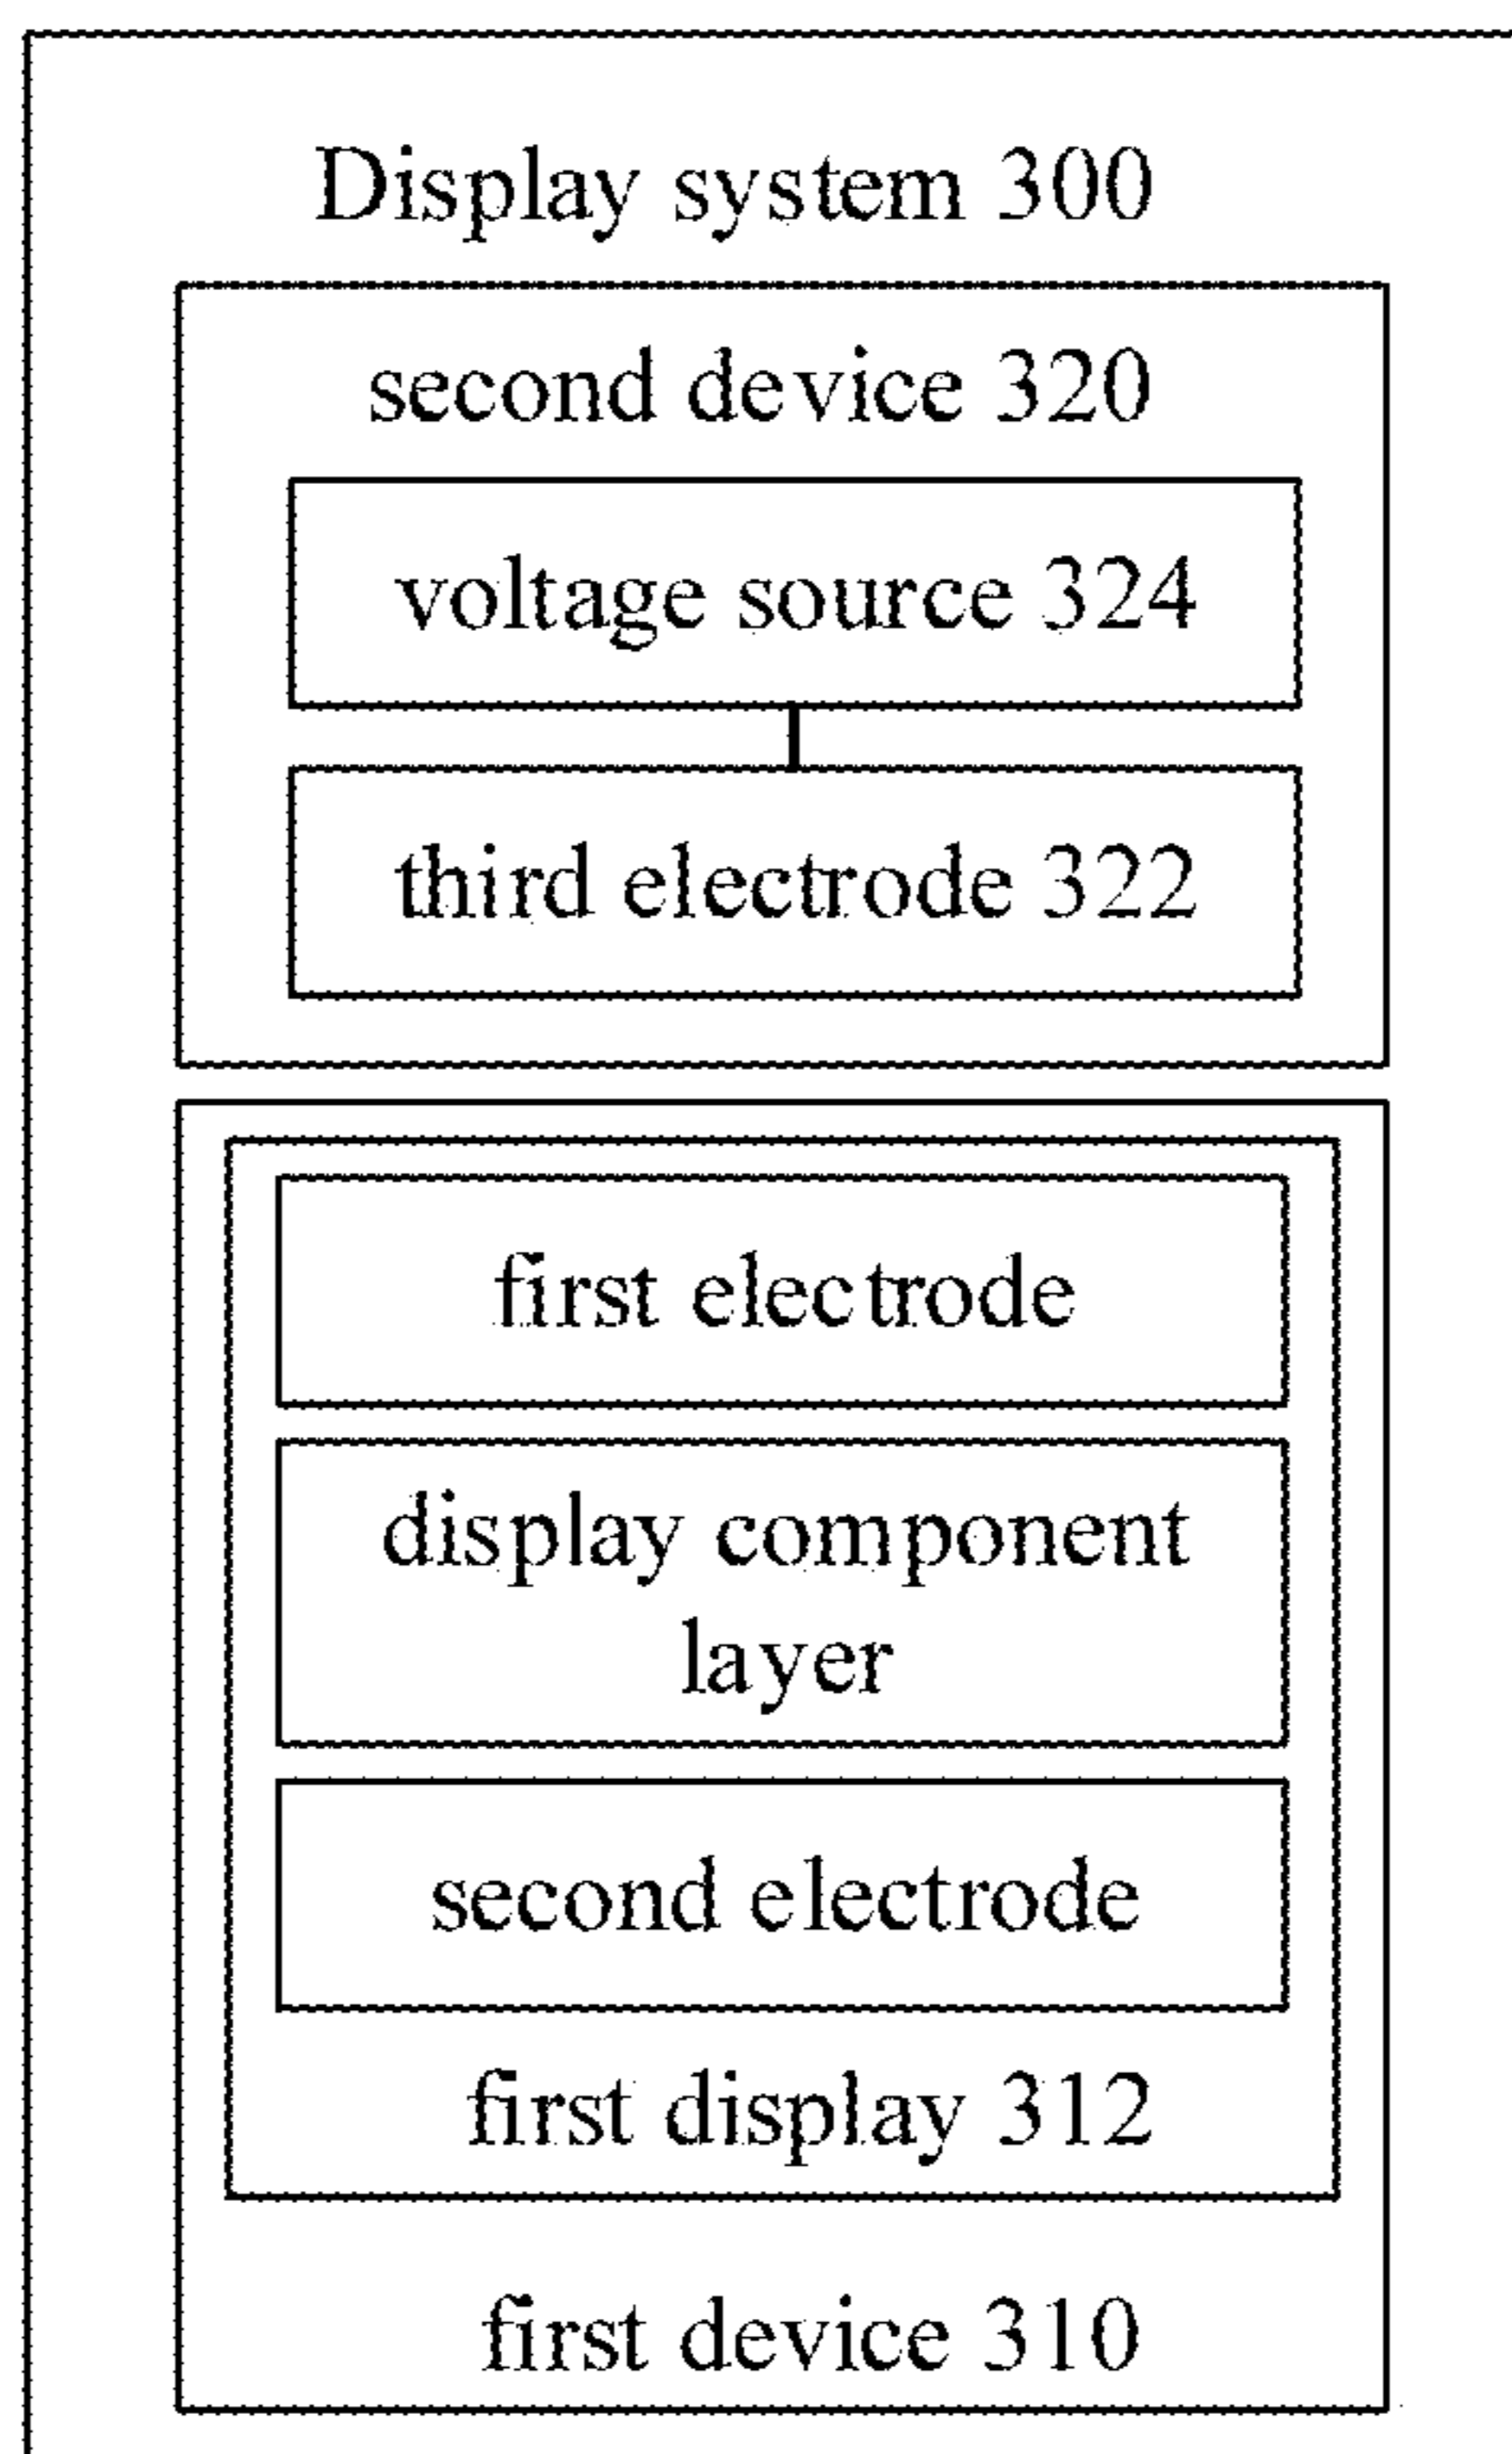 Display system 300
second device 320
voltage source 324
third electrode 322
first electrode
display component
layer
second electrode
first display 312
first device 310